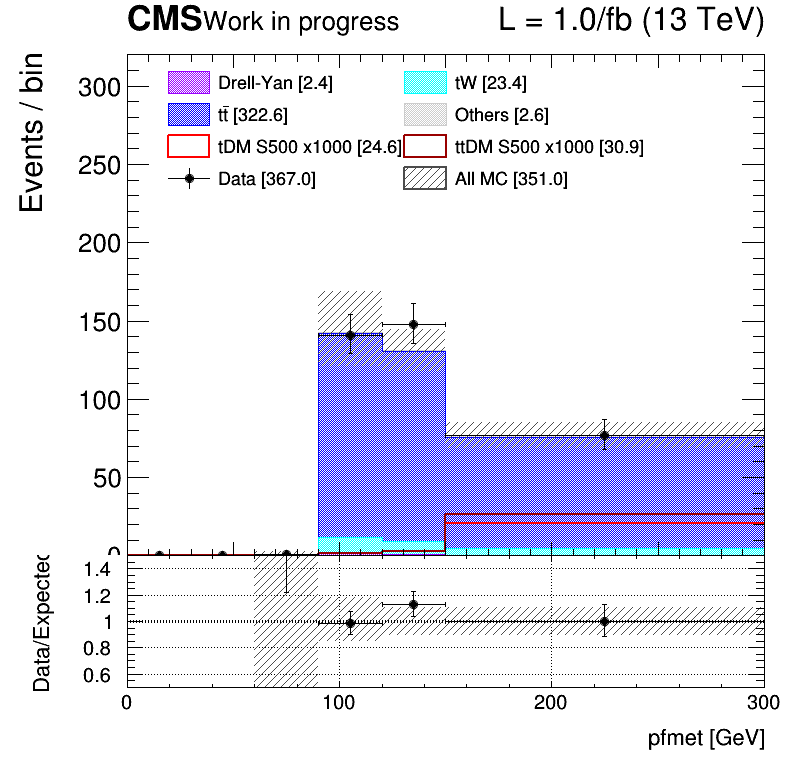 CMS Work in progress L = 1.0/fb (13 TeV)
Events / bin
Drell-Yan [2.4] tW [23.4]
tt̄ [322.6] Others [2.6]
tDM S500 x1000 [24.6] ttDM S500 x1000 [30.9]
Data [367.0] All MC [351.0]
300
250
200
150
100
50
0
Data/Expected
1.4
1.2
1
0.8
0.6
0 100 200 300
pfmet [GeV]